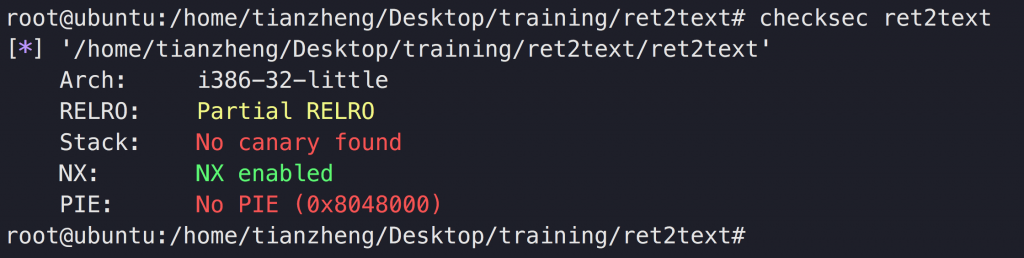 root@ubuntu:/home/tianzheng/Desktop/training/ret2text# checksec ret2text
[*] '/home/tianzheng/Desktop/training/ret2text/ret2text'
    Arch:     i386-32-little
    RELRO:    Partial RELRO
    Stack:    No canary found
    NX:       NX enabled
    PIE:      No PIE (0x8048000)
root@ubuntu:/home/tianzheng/Desktop/training/ret2text#